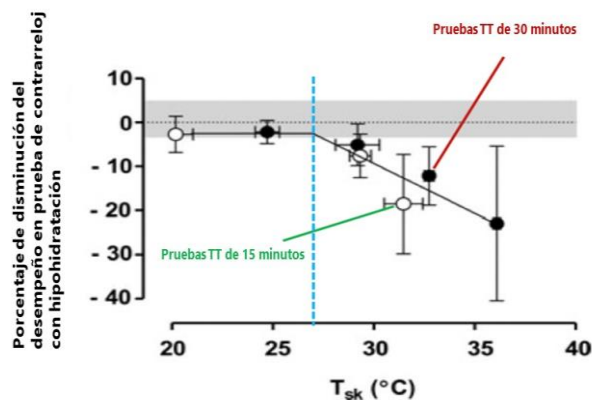 Pruebas TT de 30 minutos
Porcentaje de disminución del
desempeño en prueba de contrarreloj
con hipohidratación
10
0
- 10
- 20
- 30
- 40
Pruebas TT de 15 minutos
20
25
30
35
40
Tsk (°C)